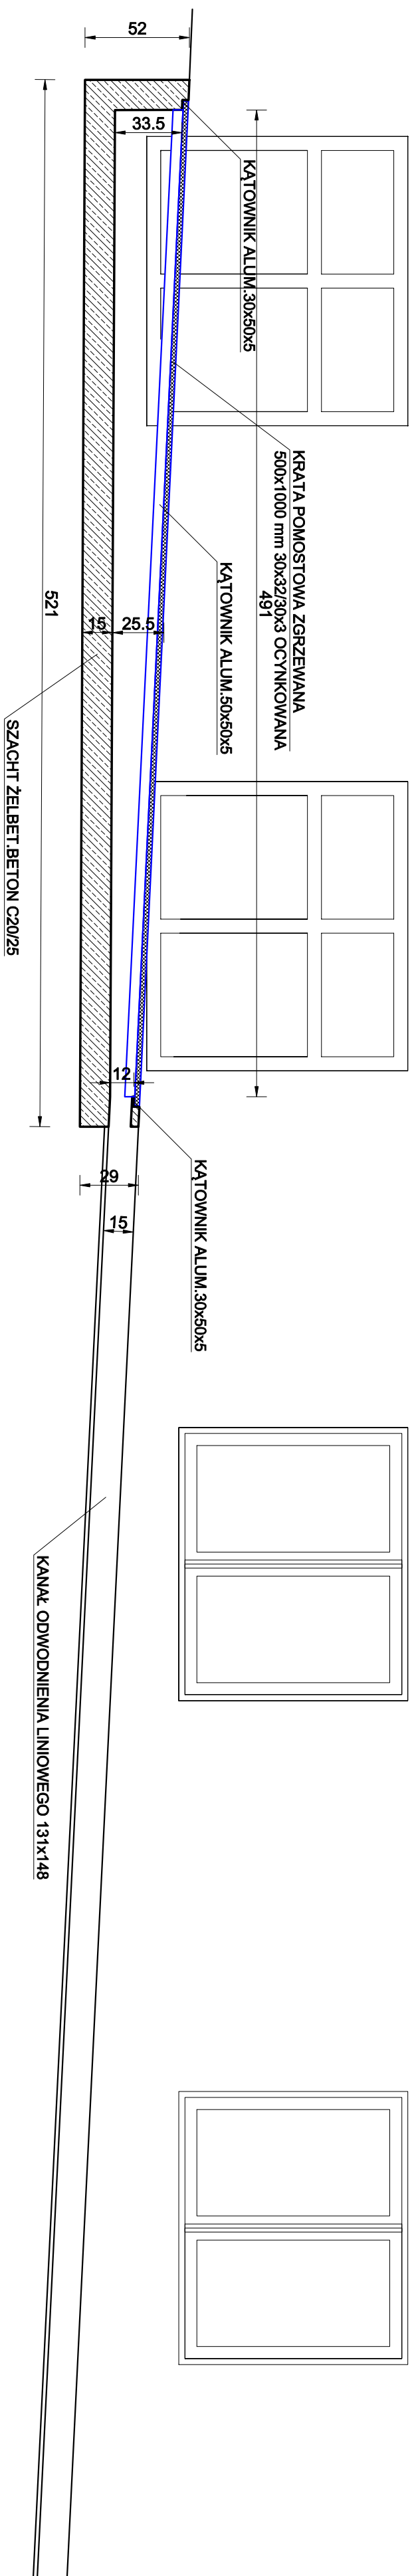 52
521
33.5
KĄTOWNIK ALUM.30x50x5
KRATA POMOSTOWA ZGRZEWANA
500x1000 mm 30x32/30x3 OCYNKOWANA
491
KĄTOWNIK ALUM.50x50x5
15
25.5
SZACHT ŻELBET.BETON C20/25
12
29
15
KĄTOWNIK ALUM.30x50x5
KANAŁ ODWODNIENIA LINIOWEGO 131x148